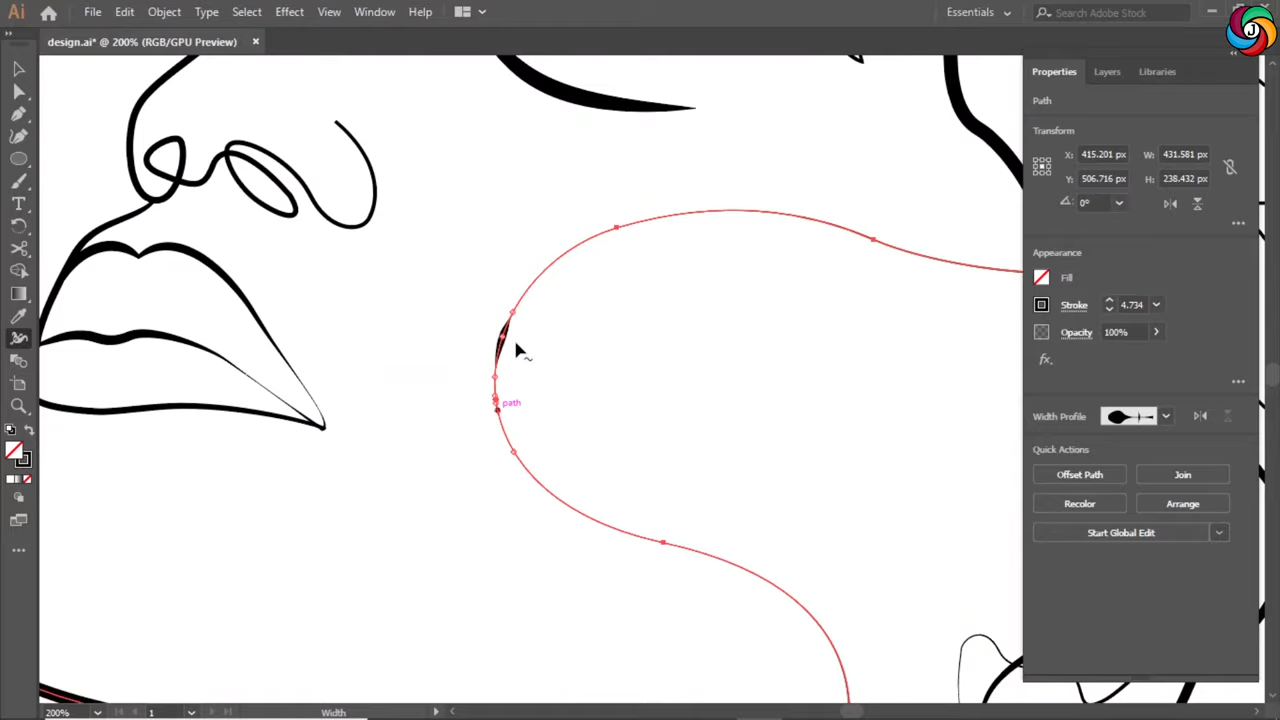 Ai File Edit Object Type Select Effect View Window Help Essentials Search Adobe Stock
J
design.ai* @ 200% (RGB/GPU Preview) ×
Properties Layers Libraries
Path
Transform
X: 415.201 px W: 431.581 px
Y: 506.716 px H: 238.432 px
0°
Appearance
Fill
Stroke 4.734
Opacity 100%
fx.
path
Width Profile
Quick Actions
Offset Path Join
Recolor Arrange
Start Global Edit
200% 1 Width